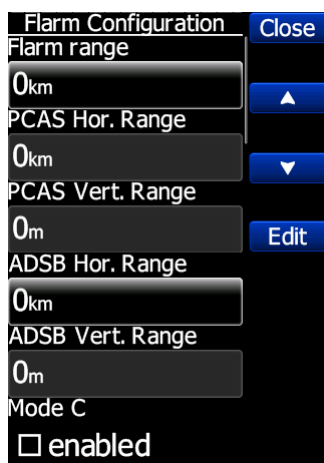 Flarm Configuration
Close
Flarm range
0km
PCAS Hor. Range
0km
PCAS Vert. Range
0m
Edit
ADSB Hor. Range
0km
ADSB Vert. Range
0m
Mode C
enabled